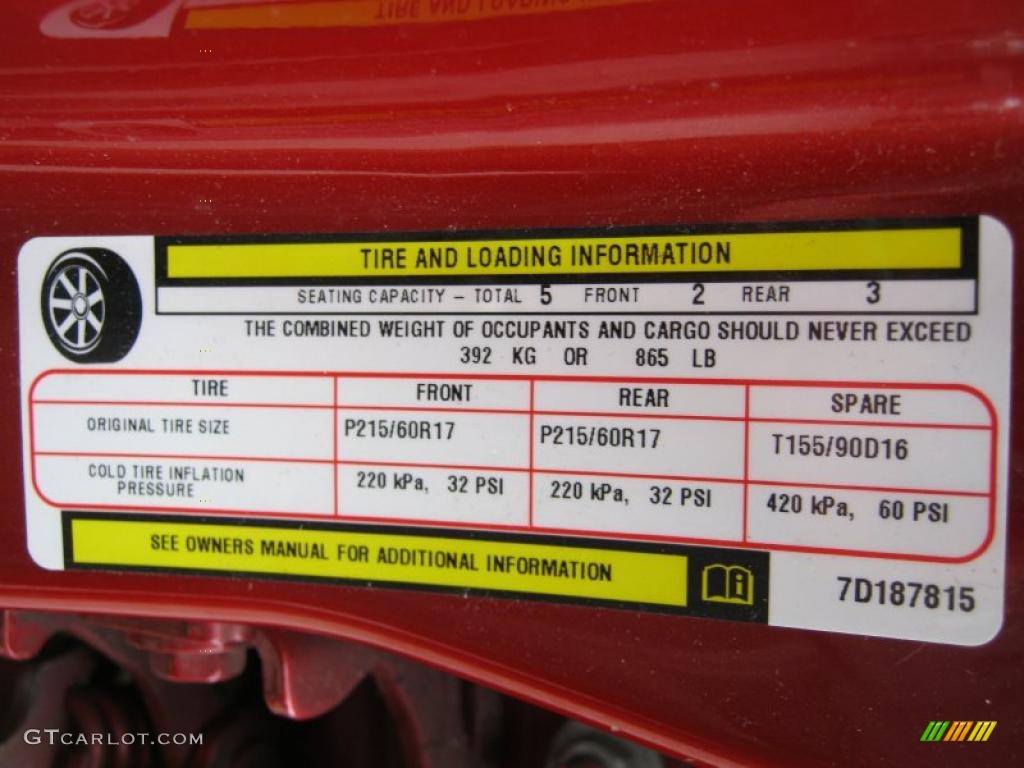 TIRE AND LOADING
TIRE AND LOADING INFORMATION
SEATING CAPACITY – TOTAL 5 FRONT 2 REAR 3
THE COMBINED WEIGHT OF OCCUPANTS AND CARGO SHOULD NEVER EXCEED
392 KG OR 865 LB
TIRE FRONT REAR SPARE
ORIGINAL TIRE SIZE P215/60R17 P215/60R17 T155/90D16
COLD TIRE INFLATION
PRESSURE 220 kPa, 32 PSI 220 kPa, 32 PSI 420 kPa, 60 PSI
SEE OWNERS MANUAL FOR ADDITIONAL INFORMATION
7D187815
GTCARLOT.COM